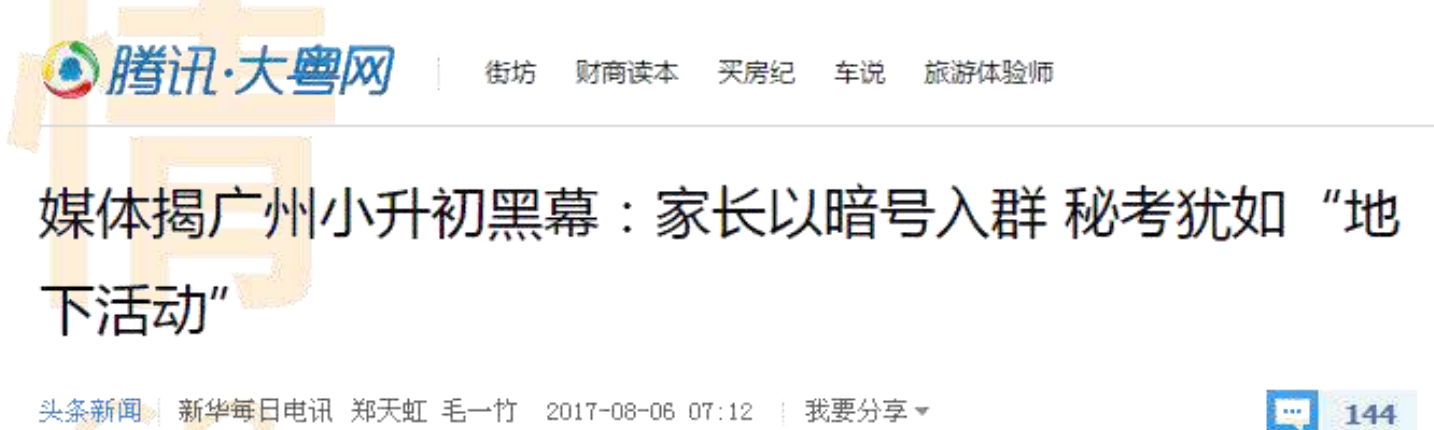 腾讯·大粤网 街坊 财商读本 买房纪 车说 旅游体验师
媒体揭广州小升初黑幕：家长以暗号入群 秘考犹如“地
下活动”
头条新闻 新华每日电讯 郑天虹 毛一竹 2017-08-06 07:12 我要分享 144
情